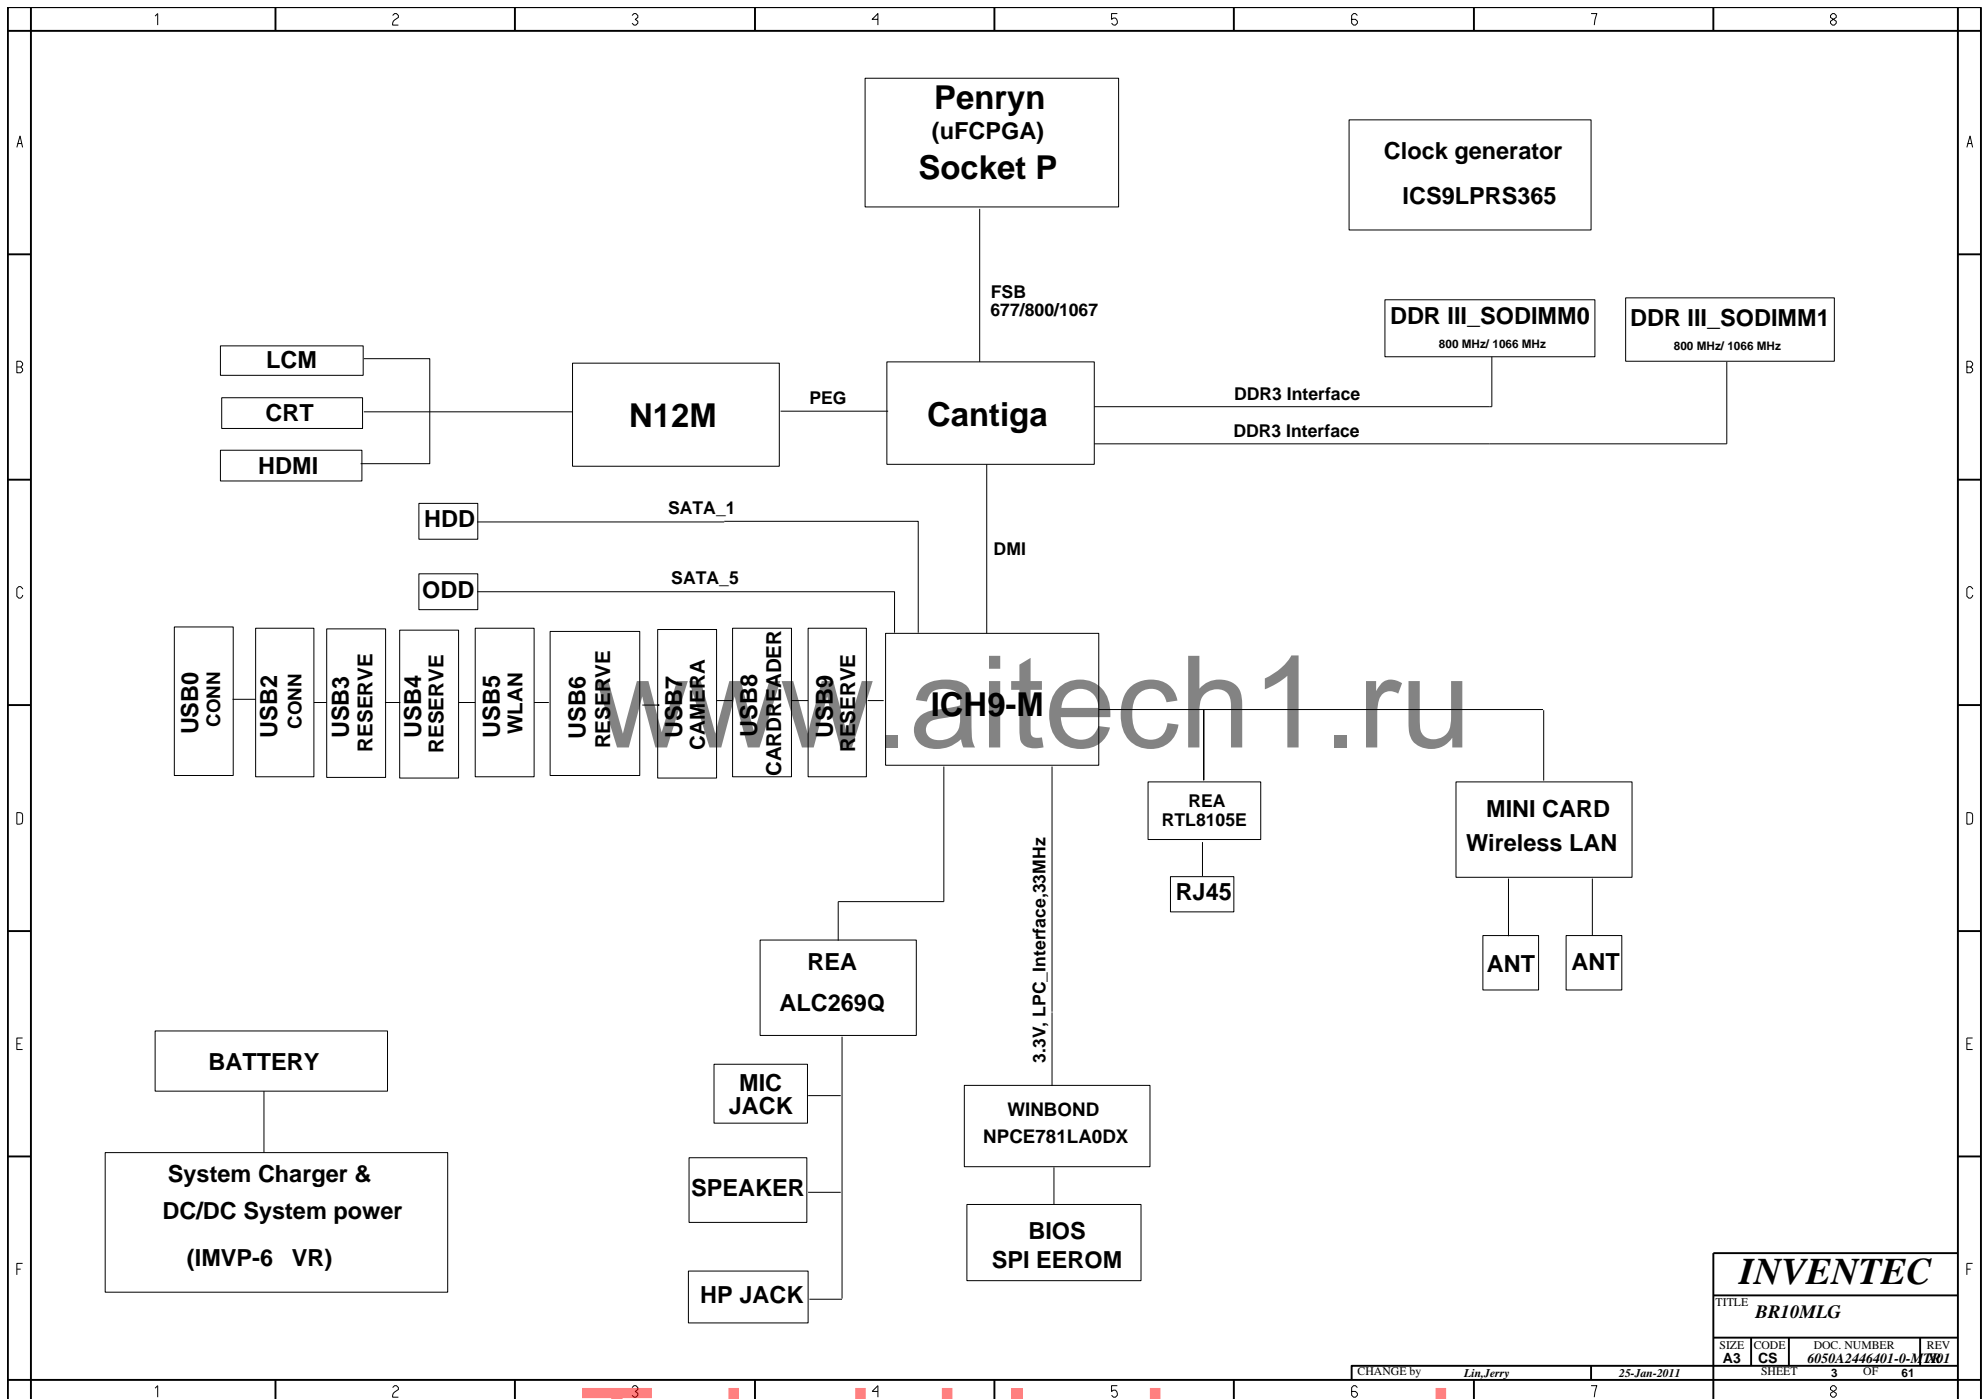 1 2 3 4 5 6 7 8
A A
B B
C C
D D
E E
F F
Penryn
(uFCPGA)
Socket P
Clock generator
ICS9LPRS365
FSB
677/800/1067
DDR III_SODIMM0
800 MHz/ 1066 MHz
DDR III_SODIMM1
800 MHz/ 1066 MHz
LCM
CRT
HDMI
N12M
PEG
Cantiga
DDR3 Interface
DDR3 Interface
HDD
SATA_1
DMI
ODD
SATA_5
USB0
CONN
USB2
CONN
USB3
RESERVE
USB4
RESERVE
USB5
WLAN
USB6
RESERVE
USB7
CAMERA
USB8
CARDREADER
USB9
RESERVE
ICH9-M
www.aitech1.ru
REA
RTL8105E
RJ45
MINI CARD
Wireless LAN
ANT
ANT
3.3V, LPC_Interface,33MHz
REA
ALC269Q
MIC
JACK
SPEAKER
HP JACK
WINBOND
NPCE781LA0DX
BIOS
SPI EEROM
BATTERY
System Charger &
DC/DC System power
(IMVP-6 VR)
INVENTEC
TITLE
BR10MLG
SIZE CODE DOC. NUMBER REV
A3 CS
CHANGE by Lin,Jerry 25-Jan-2011 SHEET 3 OF 61
1 2 3 4 5 6 7 8